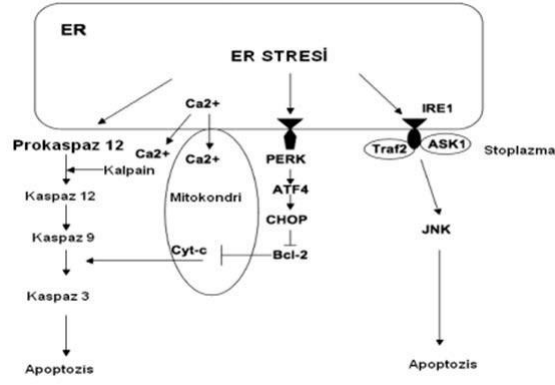 ER
ER STRESİ
Ca2+
IRE1
Prokaspaz 12
Ca2+
Ca2+
PERK
Traf2
ASK1
Stoplazma
Kalpain
Kaspaz 12
Mitokondri
ATF4
CHOP
Kaspaz 9
JNK
Cyt-c
Bcl-2
Kaspaz 3
Apoptozis
Apoptozis